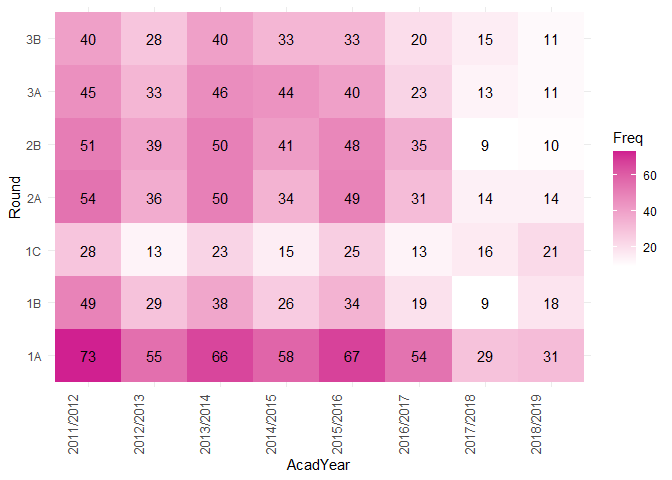 3B 40 28 40 33 33 20 15 11
3A 45 33 46 44 40 23 13 11
2B 51 39 50 41 48 35 9 10
2A 54 36 50 34 49 31 14 14
1C 28 13 23 15 25 13 16 21
1B 49 29 38 26 34 19 9 18
1A 73 55 66 58 67 54 29 31
Round
2011/2012
2012/2013
2013/2014
2014/2015
2015/2016
2016/2017
2017/2018
2018/2019
AcadYear
Freq
60
40
20